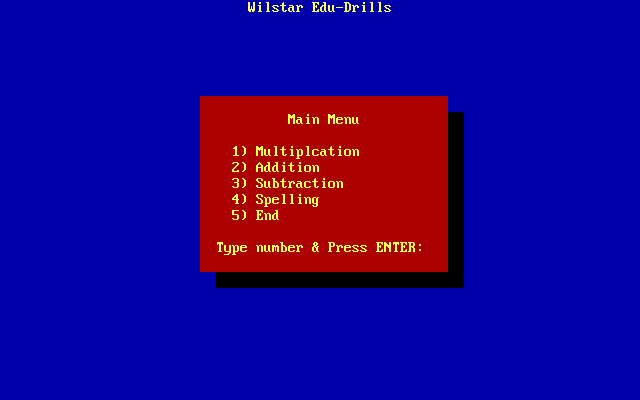 Wilstar Edu-Drills
Main Menu
1) Multiplcation
2) Addition
3) Subtraction
4) Spelling
5) End
Type number & Press ENTER: